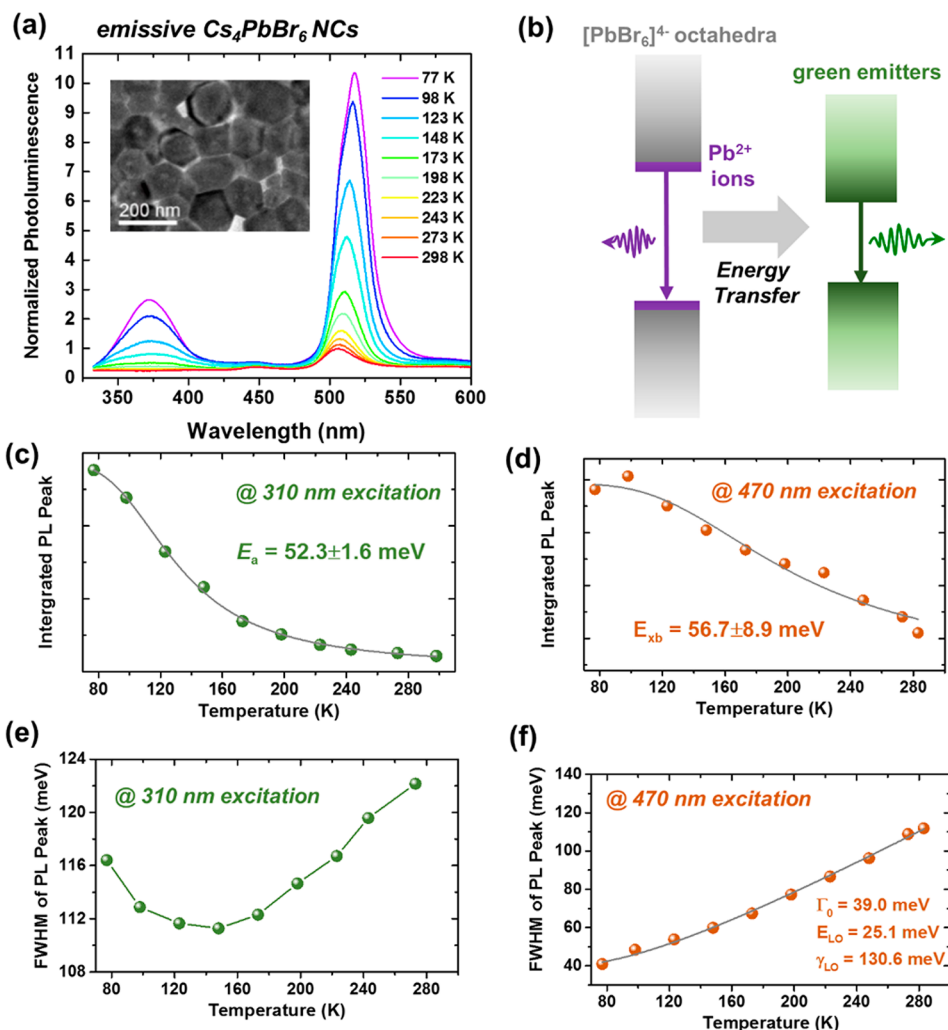 (a)
emissive Cs₄PbBr₆ NCs
Normalized Photoluminescence
11
10
9
8
7
6
5
4
3
2
1
0
200 nm
77 K
98 K
123 K
148 K
173 K
198 K
223 K
243 K
273 K
298 K
350
400
450
500
550
600
Wavelength (nm)
(b)
[PbBr₆]⁴⁻ octahedra
green emitters
Pb²⁺
ions
Energy
Transfer
(c)
Intergrated PL Peak
@ 310 nm excitation
Eₐ = 52.3±1.6 meV
80
120
160
200
240
280
Temperature (K)
(d)
Intergrated PL Peak
@ 470 nm excitation
E_xb = 56.7±8.9 meV
80
120
160
200
240
280
Temperature (K)
(e)
FWHM of PL Peak (meV)
124
120
116
112
108
@ 310 nm excitation
80
120
160
200
240
280
Temperature (K)
(f)
FWHM of PL Peak (meV)
140
120
100
80
60
40
@ 470 nm excitation
Γ₀ = 39.0 meV
E_LO = 25.1 meV
γ_LO = 130.6 meV
80
120
160
200
240
280
Temperature (K)